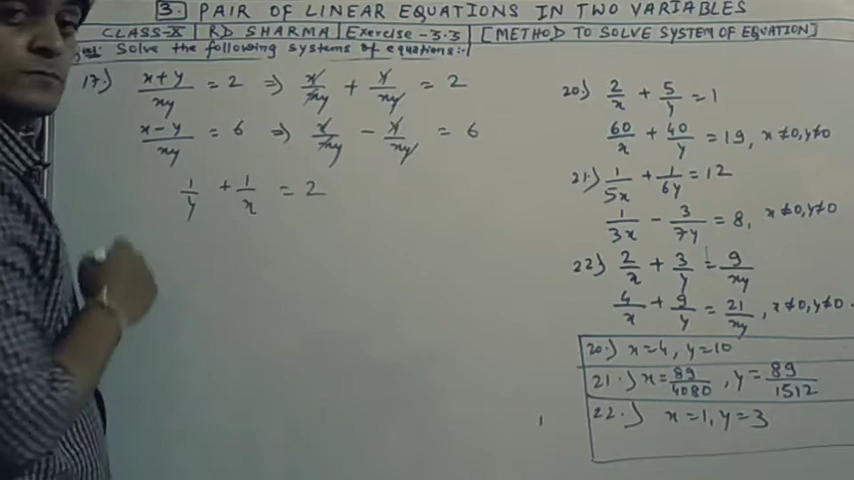 3. PAIR OF LINEAR EQUATIONS IN TWO VARIABLES
CLASS-X | RD SHARMA | Exercise-3.3 | [METHOD TO SOLVE SYSTEM OF EQUATION]
Solve the following systems of equations:-
17.) x+y/xy = 2 ⇒ x/xy + y/xy = 2
x-y/xy = 6 ⇒ x/xy - y/xy = 6
1/y + 1/x = 2
20) 2/x + 5/y = 1
60/x + 40/y = 19, x≠0, y≠0
21.) 1/5x + 1/6y = 12
1/3x - 3/7y = 8, x≠0, y≠0
22.) 2/x + 3/y = 9/xy
4/x + 9/y = 21/xy, x≠0, y≠0.
20.) x=4, y=10
21.) x=89/4080, y=89/1512
22.) x=1, y=3